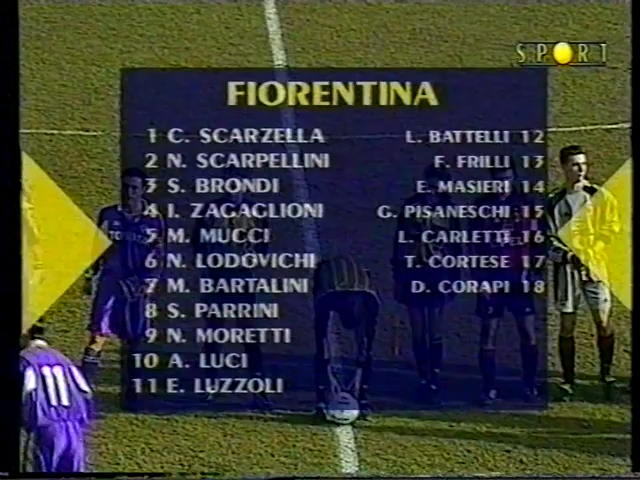 SPORT
FIORENTINA
1 C. SCARZELLA
2 N. SCARPELLINI
3 S. BRONDI
4 I. ZAGAGLIONI
5 M. MUCCI
6 N. LODOVICHI
7 M. BARTALINI
8 S. PARRINI
9 N. MORETTI
10 A. LUCI
11 E. LUZZOLI
L. BATTELLI 12
F. FRILLI 13
E. MASIERI 14
G. PISANESCHI 15
L. CARLETTI 16
T. CORTESE 17
D. CORAPI 18
11